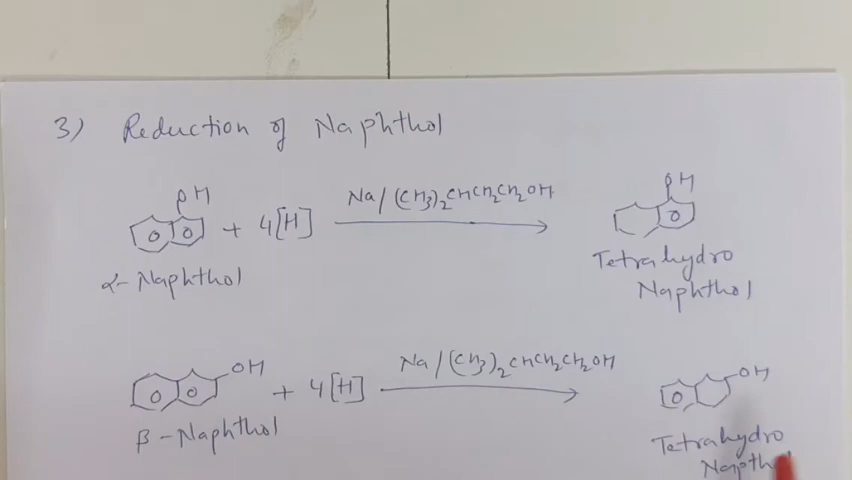 3) Reduction of Naphthol
OH
+ 4[H] Na/(CH3)2CHCH2CH2OH
OH
α-Naphthol
Tetrahydro
Naphthol
OH
+ 4[H] Na/(CH3)2CHCH2CH2OH
OH
β-Naphthol
Tetrahydro